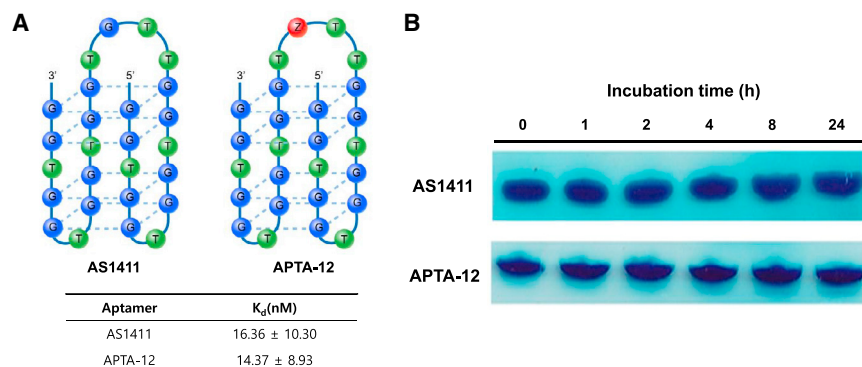 A
B
G T
T T
3' 5'
G G G G
G G G G
T T T T
G G G G
G G G G
T T
AS1411
Z T
T T
3' 5'
G G G G
G G G G
T T T T
G G G G
G G G G
T T
APTA-12
Aptamer Kd(nM)
AS1411 16.36 ± 10.30
APTA-12 14.37 ± 8.93
Incubation time (h)
0 1 2 4 8 24
AS1411
APTA-12